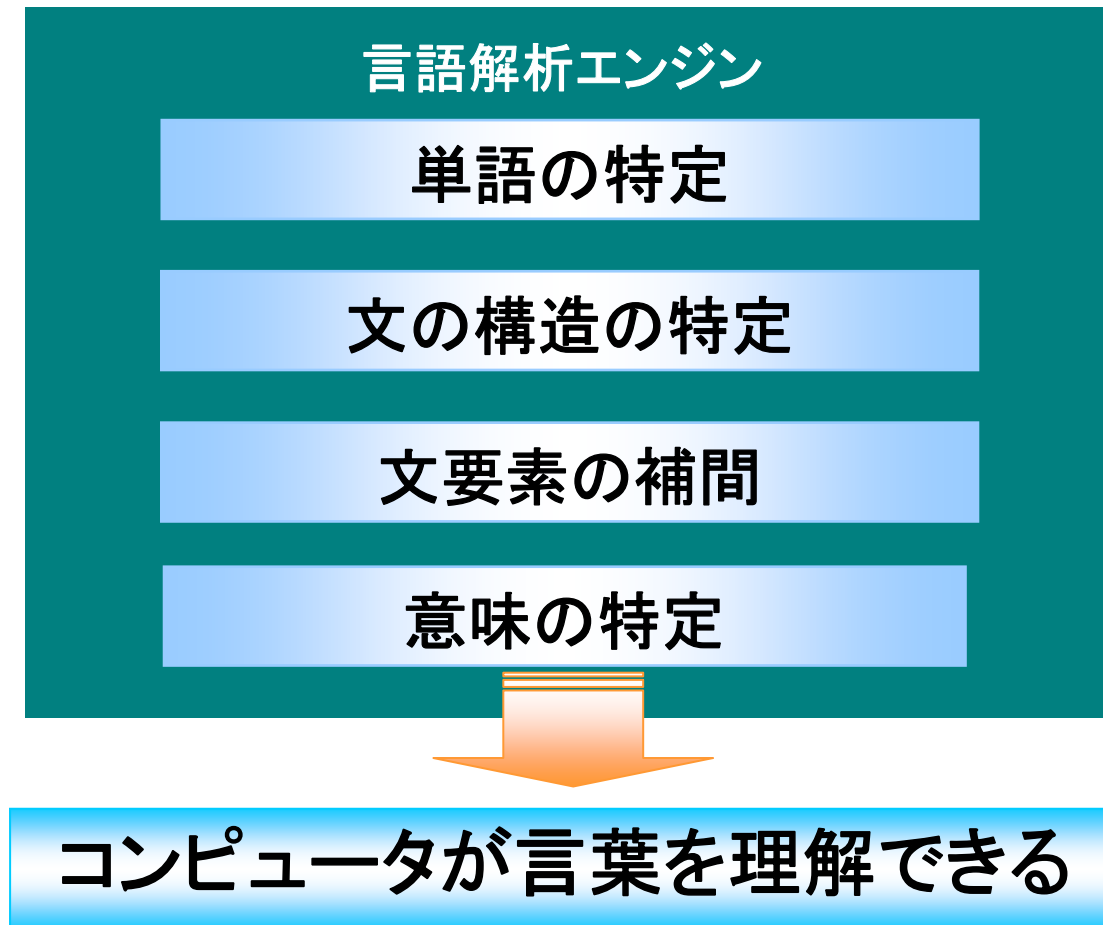 言語解析エンジン
単語の特定
文の構造の特定
文要素の補間
意味の特定
コンピュータが言葉を理解できる